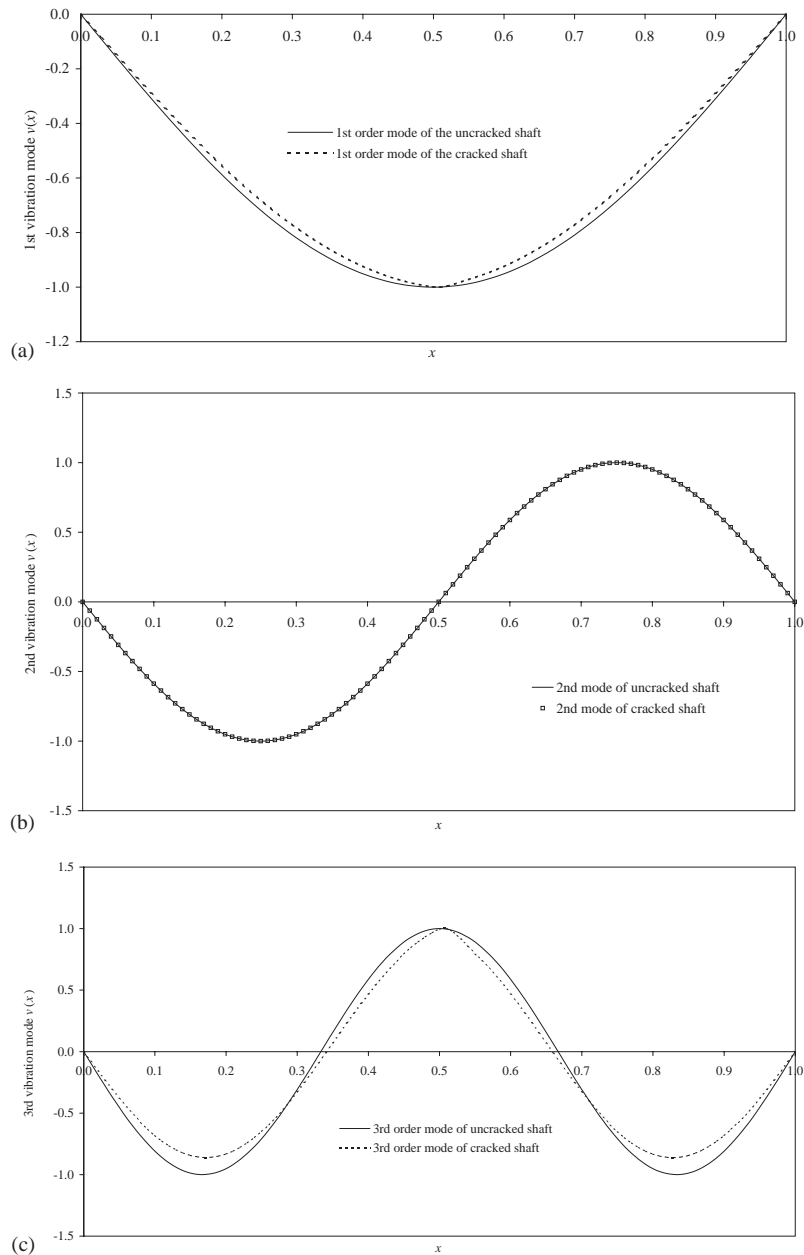 0.0
0.0 0.1 0.2 0.3 0.4 0.5 0.6 0.7 0.8 0.9 1.0
-0.2
-0.4
-0.6
-0.8
-1.0
-1.2
1st vibration mode v(x)
1st order mode of the uncracked shaft
1st order mode of the cracked shaft
(a)
x
1.5
1.0
0.5
0.0
0.0 0.1 0.2 0.3 0.4 0.5 0.6 0.7 0.8 0.9 1.0
-0.5
-1.0
-1.5
2nd vibration mode v (x)
2nd mode of uncracked shaft
2nd mode of cracked shaft
(b)
x
1.5
1.0
0.5
0.0
0.0 0.1 0.2 0.3 0.4 0.5 0.6 0.7 0.8 0.9 1.0
-0.5
-1.0
-1.5
3rd vibration mode v (x)
3rd order mode of uncracked shaft
3rd order mode of cracked shaft
(c)
x